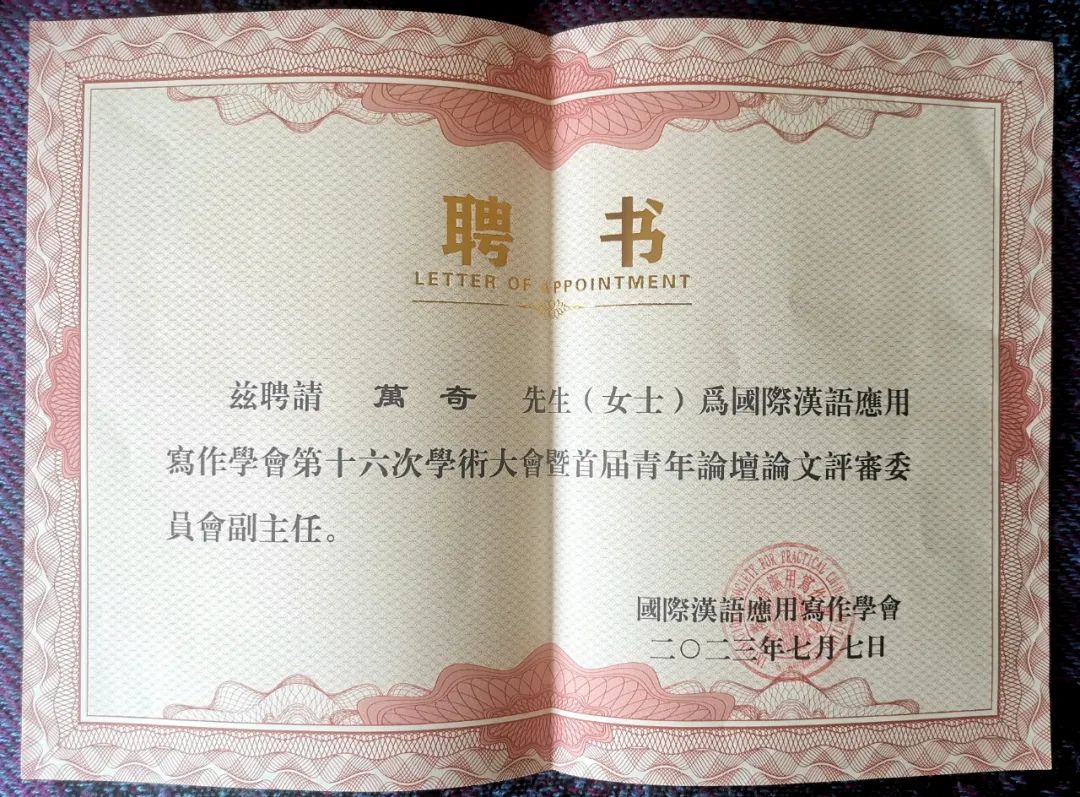 聘 书
LETTER OF APPOINTMENT
兹聘請 萬奇 先生（女士）爲國際漢語應用
寫作學會第十六次學術大會暨首届青年論壇論文評審委
員會副主任。
國際漢語應用寫作學會
二〇二三年七月七日
FOR PRACTICAL